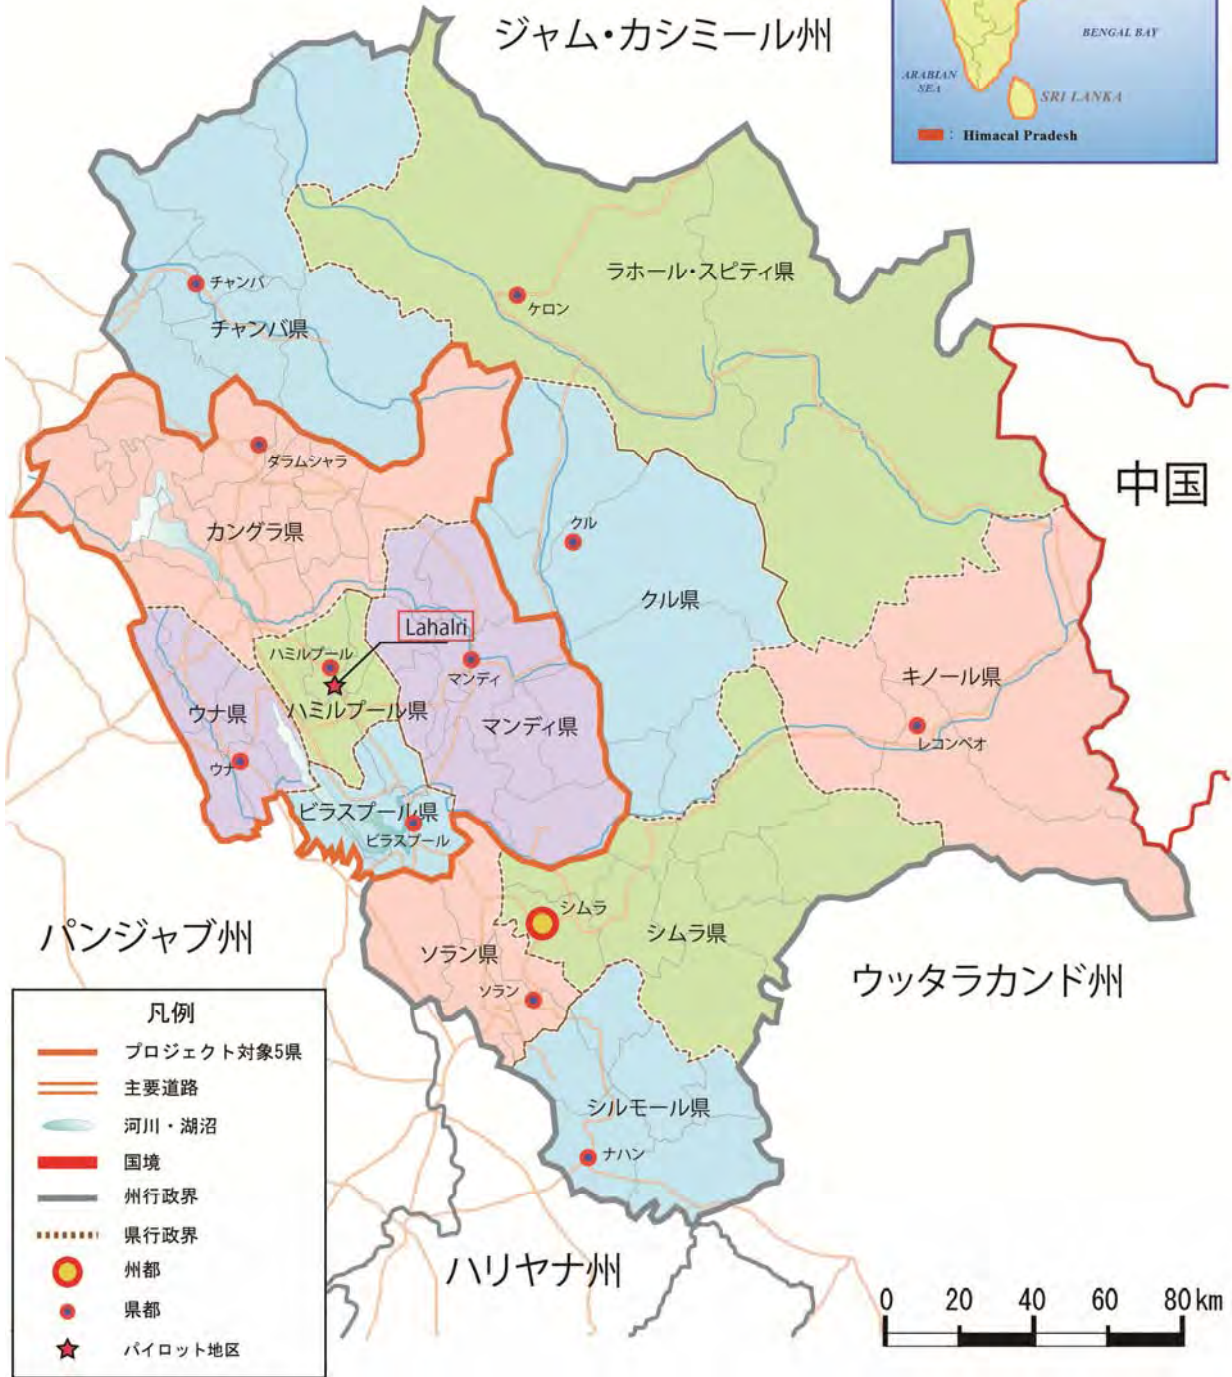 ジャム・カシミール州
BENGAL BAY
ARABIAN
SEA
SRI LANKA
: Himacal Pradesh
ラホール・スピティ県
チャンバ
ケロン
チャンバ県
ダラムシャラ
中国
カングラ県
クル
クル県
Lahalri
ハミルプール
マンディ
キノール県
ウナ県
ハミルプール県
マンディ県
レコンペオ
ウナ
ビラスプール県
ビラスプール
シムラ
パンジャブ州
シムラ県
ソラン県
ウッタラカンド州
ソラン
凡例
プロジェクト対象5県
主要道路
シルモール県
河川・湖沼
ナハン
国境
州行政界
県行政界
ハリヤナ州
州都
県都
0 20 40 60 80km
パイロット地区